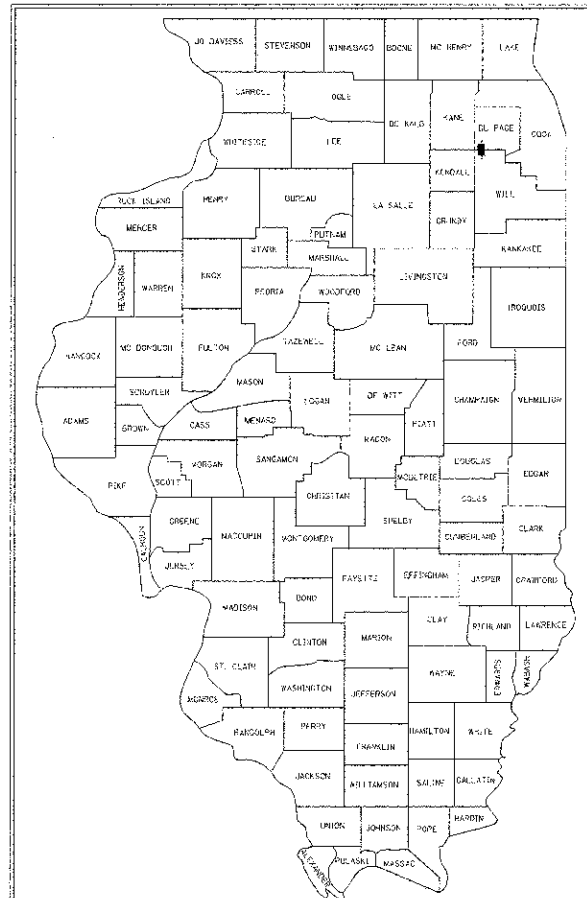 JO DAVIESS STEVENSON WINNEBAGO BOONE MC HENRY LAKE
CARROLL OGLE DE KALB KANE DU PAGE COOK
WHITESIDE LEE KENDALL WILL
ROCK ISLAND HENRY BUREAU LA SALLE GRUNDY
MERCER PUTNAM KANKAKEE
STARK MARSHALL
HENDERSON WARREN KNOX PEORIA WOODFORD LIVINGSTON IROQUOIS
HANCOCK MC DONOUGH FULTON TAZEWELL MC LEAN FORD
SCHUYLER MASON LOGAN DE WITT CHAMPAIGN VERMILION
ADAMS BROWN CASS MENARD MACON PIATT
PIKE SCOTT MORGAN SANGAMON CHRISTIAN MOULTRIE DOUGLAS EDGAR
COLES
CALHOUN GREENE MACOUPIN MONTGOMERY SHELBY CUMBERLAND CLARK
JERSEY
FAYETTE EFFINGHAM JASPER CRAWFORD
MADISON BOND
CLINTON MARION CLAY RICHLAND LAWRENCE
ST. CLAIR WAYNE EDWARDS WABASH
MONROE WASHINGTON JEFFERSON
RANDOLPH PERRY HAMILTON WHITE
FRANKLIN
JACKSON WILLIAMSON SALINE GALLATIN
UNION JOHNSON POPE HARDIN
ALEXANDER PULASKI MASSAC